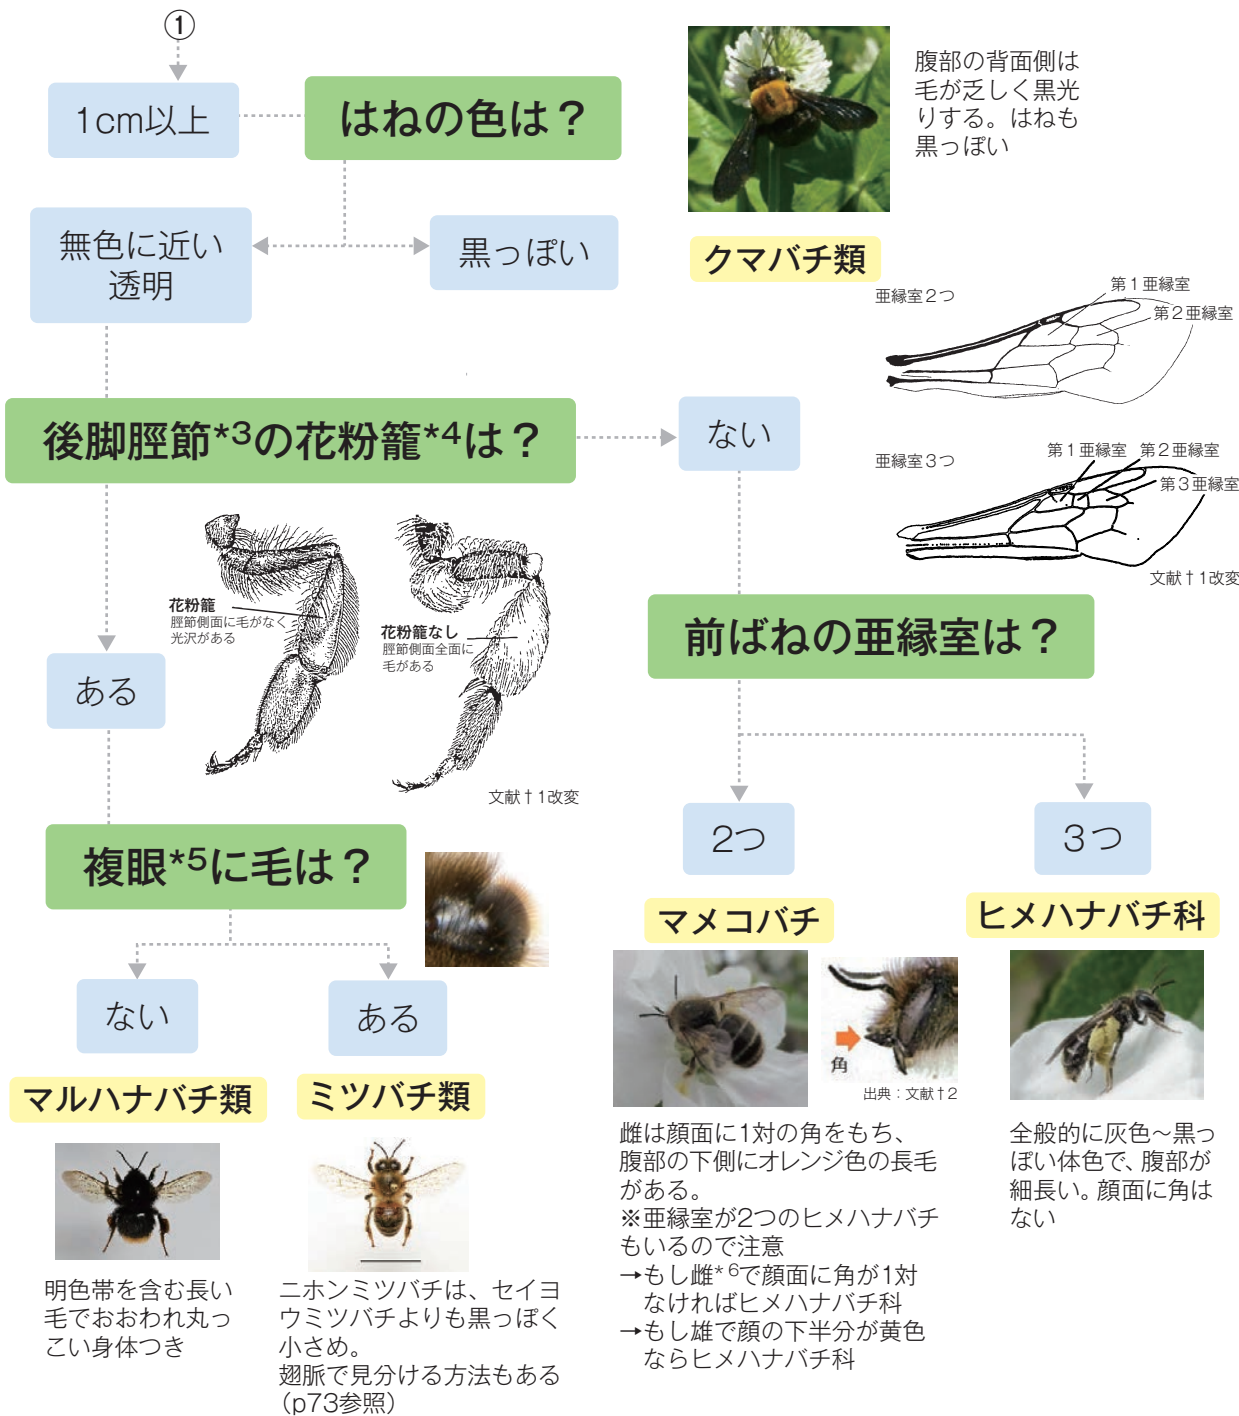 ①
1cm以上
はねの色は？
無色に近い
透明
黒っぽい
腹部の背面側は
毛が乏しく黒光
りする。はねも
黒っぽい
クマバチ類
亜縁室2つ
第1亜縁室
第2亜縁室
後脚脛節*3の花粉籠*4は？
ない
亜縁室3つ
第1亜縁室
第2亜縁室
第3亜縁室
文献†1改変
花粉籠
脛節側面に毛がなく
光沢がある
花粉籠なし
脛節側面全面に
毛がある
文献†1改変
ある
前ばねの亜縁室は？
2つ
3つ
複眼*5に毛は？
ない
ある
マルハナバチ類
明色帯を含む長い
毛でおおわれ丸っ
こい身体つき
ミツバチ類
ニホンミツバチは、セイヨ
ウミツバチよりも黒っぽく
小さめ。
翅脈で見分ける方法もある
（p73参照）
マメコバチ
角
出典：文献†2
雌は顔面に1対の角をもち、
腹部の下側にオレンジ色の長毛
がある。
※亜縁室が2つのヒメハナバチ
もいるので注意
→もし雌*6で顔面に角が1対
なければヒメハナバチ科
→もし雄で顔の下半分が黄色
ならヒメハナバチ科
ヒメハナバチ科
全般的に灰色〜黒っ
ぽい体色で、腹部が
細長い。顔面に角は
ない